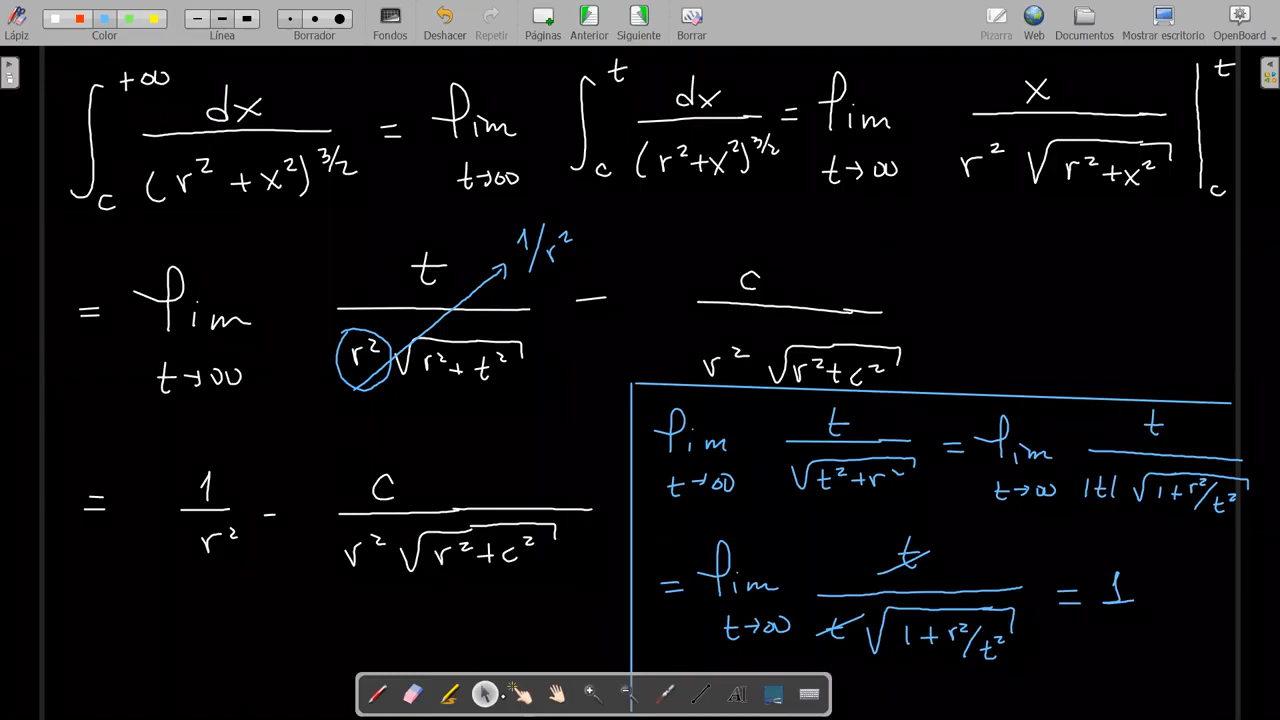 Lápiz Color Línea Borrador Fondos Deshacer Repetir Páginas Anterior Siguiente Borrar Pizarra Web Documentos Mostrar escritorio OpenBoard
∫_c^{+∞} dx/(r² + x²)^{3/2} = lim_{t→∞} ∫_c^t dx/(r²+x²)^{3/2} = lim_{t→∞} x/(r² √(r²+x²)) |_c^t
= lim_{t→∞} t/(r² √(r²+t²)) − c/(r² √(r²+c²))
1/r²
= 1/r² − c/(r² √(r²+c²))
lim_{t→∞} t/√(t²+r²) = lim_{t→∞} t/(|t| √(1+r²/t²))
= lim_{t→∞} t/(t √(1+r²/t²)) = 1
AI